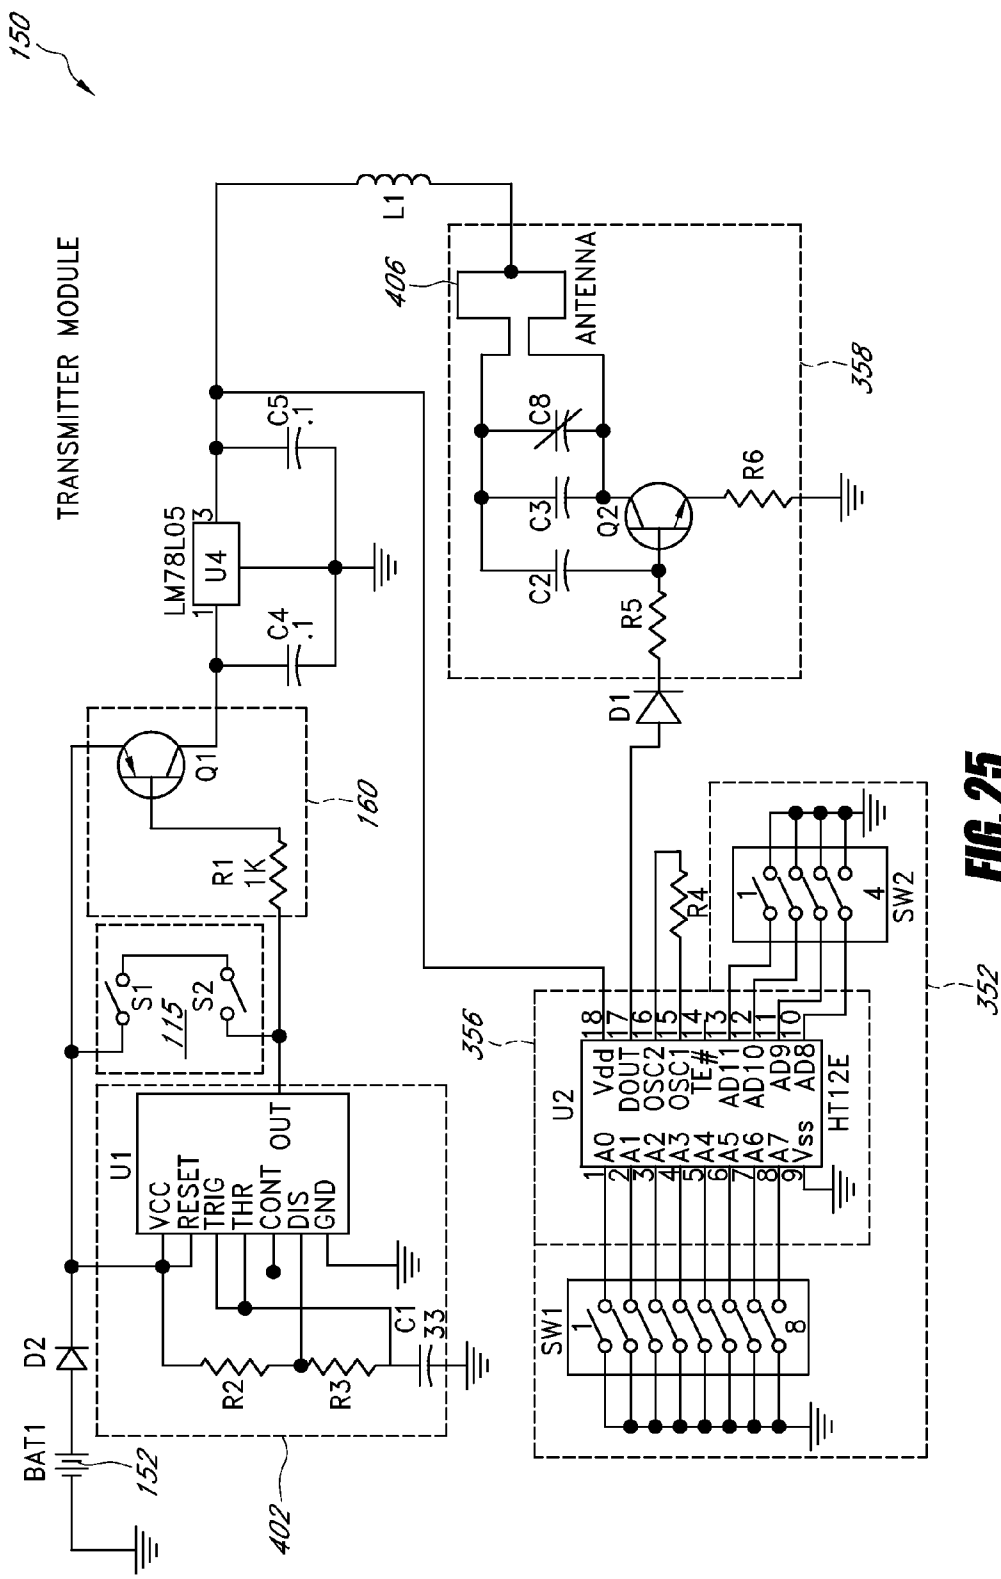 150
TRANSMITTER MODULE
BAT1
152
D2
402
U1
VCC
RESET
TRIG
THR
CONT
DIS
GND
OUT
R2
R3
C1
33
S1
115
S2
R1
1K
Q1
160
LM78L05
1
U4
3
C4
.1
C5
.1
L1
406
ANTENNA
C2
C3
C8
Q2
R5
R6
358
D1
356
U2
1 A0
2 A1
3 A2
4 A3
5 A4
6 A5
7 A6
8 A7
9 Vss
Vdd 18
DOUT 17
OSC2 16
OSC1 15
TE# 14
AD11 13
AD10 12
AD9 11
AD8 10
HT12E
R4
SW1
1
8
SW2
1
4
352
FIG. 25